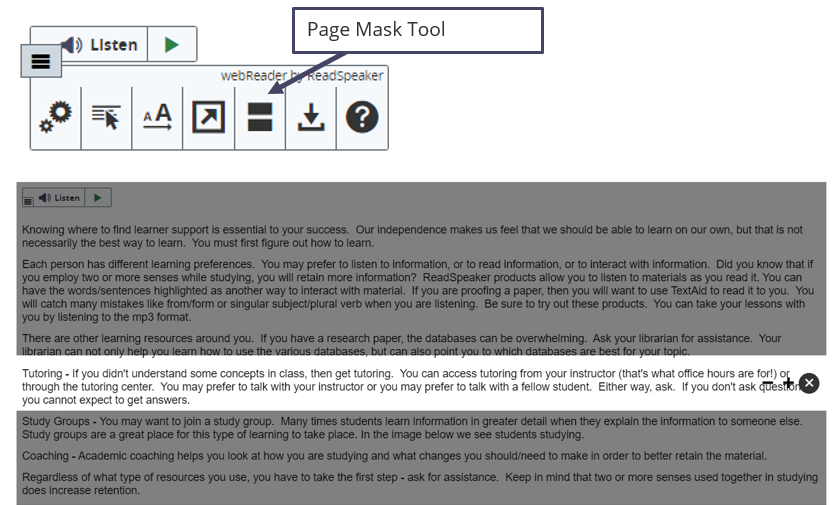 Page Mask Tool
Listen
webReader by ReadSpeaker
A A
?
Listen
Knowing where to find learner support is essential to your success.  Our independence makes us feel that we should be able to learn on our own, but that is not
necessarily the best way to learn.  You must first figure out how to learn.
Each person has different learning preferences.  You may prefer to listen to information, or to read information, or to interact with information.  Did you know that if
you employ two or more senses while studying, you will retain more information?  ReadSpeaker products allow you to listen to materials as you read it. You can
have the words/sentences highlighted as another way to interact with material.  If you are proofing a paper, then you will want to use TextAid to read it to you.  You
will catch many mistakes like from/form or singular subject/plural verb when you are listening.  Be sure to try out these products.  You can take your lessons with
you by listening to the mp3 format.
There are other learning resources around you.  If you have a research paper, the databases can be overwhelming.  Ask your librarian for assistance.  Your
librarian can not only help you learn how to use the various databases, but can also point you to which databases are best for your topic.
Tutoring - If you didn't understand some concepts in class, then get tutoring.  You can access tutoring from your instructor (that's what office hours are for!) or
through the tutoring center.  You may prefer to talk with your instructor or you may prefer to talk with a fellow student.  Either way, ask.  If you don't ask question
you cannot expect to get answers.
Study Groups - You may want to join a study group.  Many times students learn information in greater detail when they explain the information to someone else.
Study groups are a great place for this type of learning to take place. In the image below we see students studying.
Coaching - Academic coaching helps you look at how you are studying and what changes you should/need to make in order to better retain the material.
Regardless of what type of resources you use, you have to take the first step - ask for assistance.  Keep in mind that two or more senses used together in studying
does increase retention.